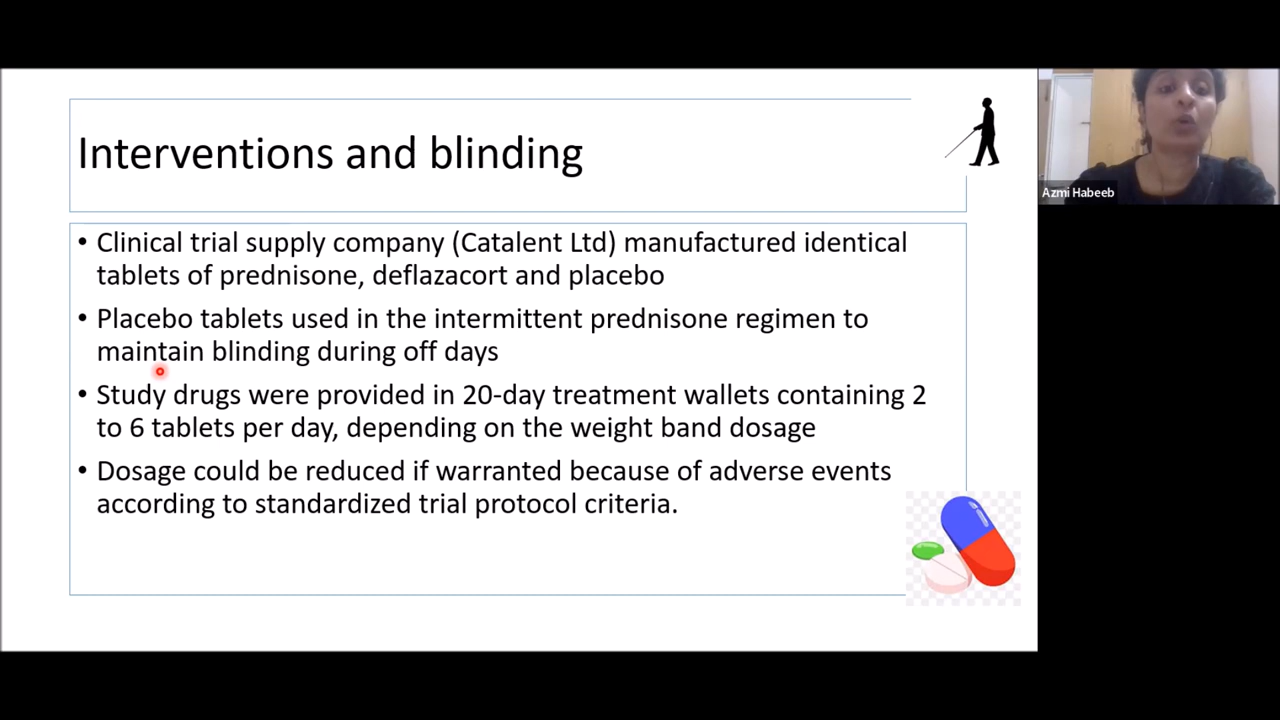 Interventions and blinding
• Clinical trial supply company (Catalent Ltd) manufactured identical
tablets of prednisone, deflazacort and placebo
• Placebo tablets used in the intermittent prednisone regimen to
maintain blinding during off days
• Study drugs were provided in 20-day treatment wallets containing 2
to 6 tablets per day, depending on the weight band dosage
• Dosage could be reduced if warranted because of adverse events
according to standardized trial protocol criteria.
Azmi Habeeb